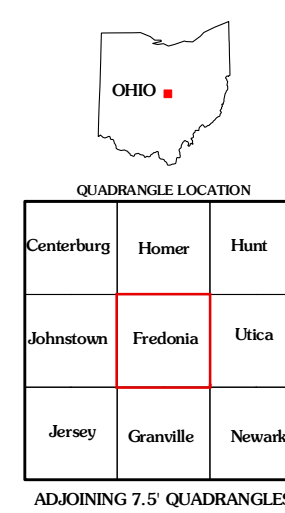 OHIO
QUADRANGLE LOCATION
Centerburg Homer Hunt
Johnstown Fredonia Utica
Jersey Granville Newark
ADJOINING 7.5' QUADRANGLES